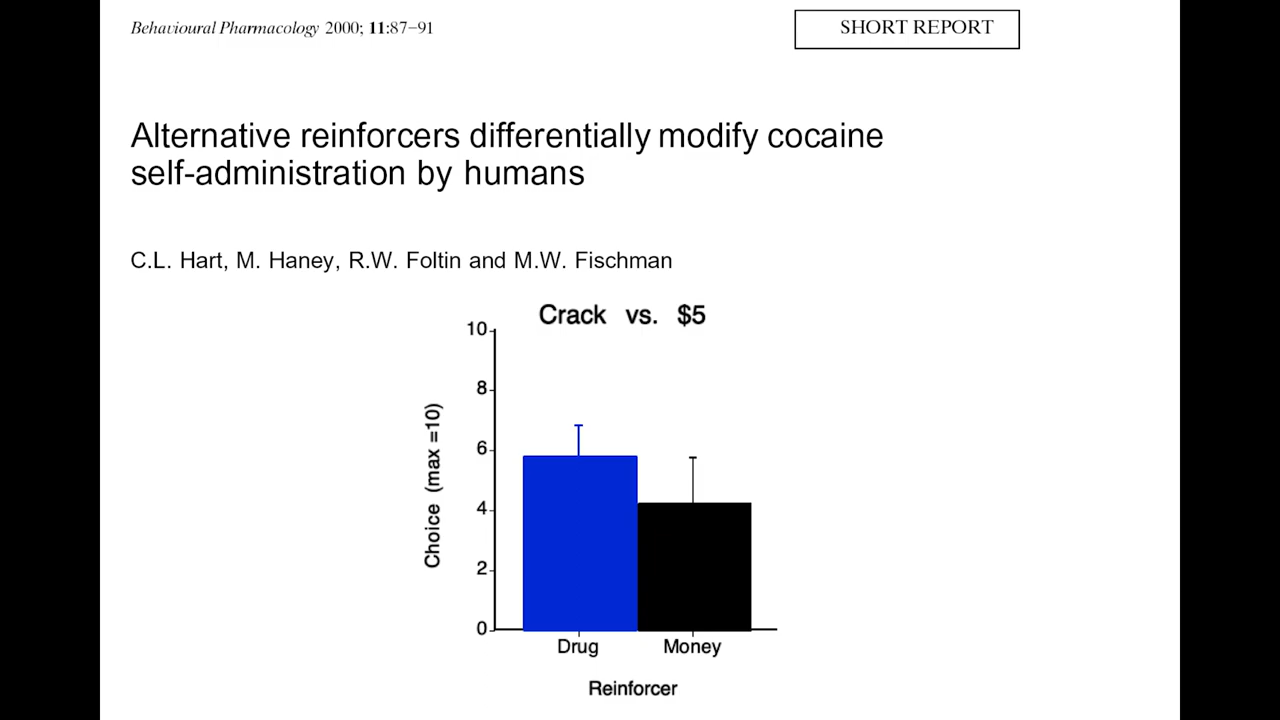 Behavioural Pharmacology 2000; 11:87–91
SHORT REPORT
Alternative reinforcers differentially modify cocaine
self-administration by humans
C.L. Hart, M. Haney, R.W. Foltin and M.W. Fischman
Crack vs. $5
Choice (max =10)
10
8
6
4
2
0
Drug Money
Reinforcer